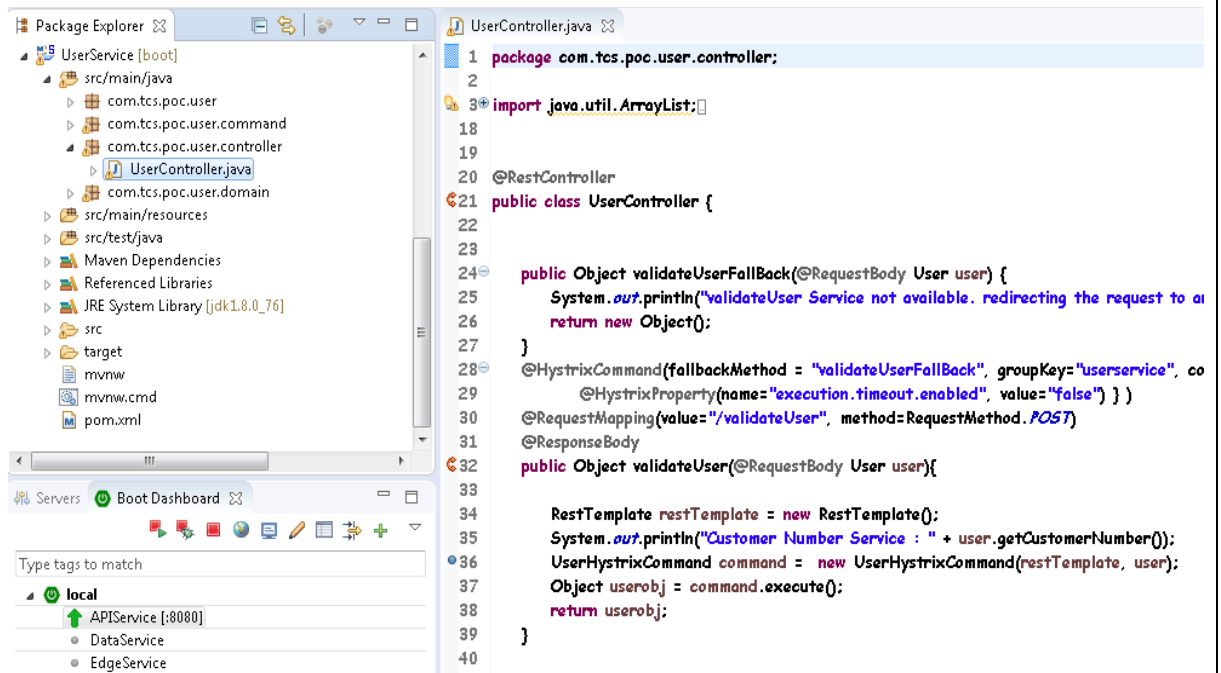 Package Explorer
UserService [boot]
src/main/java
com.tcs.poc.user
com.tcs.poc.user.command
com.tcs.poc.user.controller
UserController.java
com.tcs.poc.user.domain
src/main/resources
src/test/java
Maven Dependencies
Referenced Libraries
JRE System Library [jdk1.8.0_76]
src
target
mvnw
mvnw.cmd
pom.xml
Servers Boot Dashboard
Type tags to match
local
APIService [:8080]
DataService
EdgeService
UserController.java
1 package com.tcs.poc.user.controller;
2
3 import java.util.ArrayList;
18
19
20 @RestController
21 public class UserController {
22
23
24 public Object validateUserFallBack(@RequestBody User user) {
25 System.out.println("validateUser Service not available. redirecting the request to
26 return new Object();
27 }
28 @HystrixCommand(fallbackMethod = "validateUserFallBack", groupKey="userservice", co
29 @HystrixProperty(name="execution.timeout.enabled", value="false") } )
30 @RequestMapping(value="/validateUser", method=RequestMethod.POST)
31 @ResponseBody
32 public Object validateUser(@RequestBody User user){
33
34 RestTemplate restTemplate = new RestTemplate();
35 System.out.println("Customer Number Service : " + user.getCustomerNumber());
36 UserHystrixCommand command = new UserHystrixCommand(restTemplate, user);
37 Object userobj = command.execute();
38 return userobj;
39 }
40